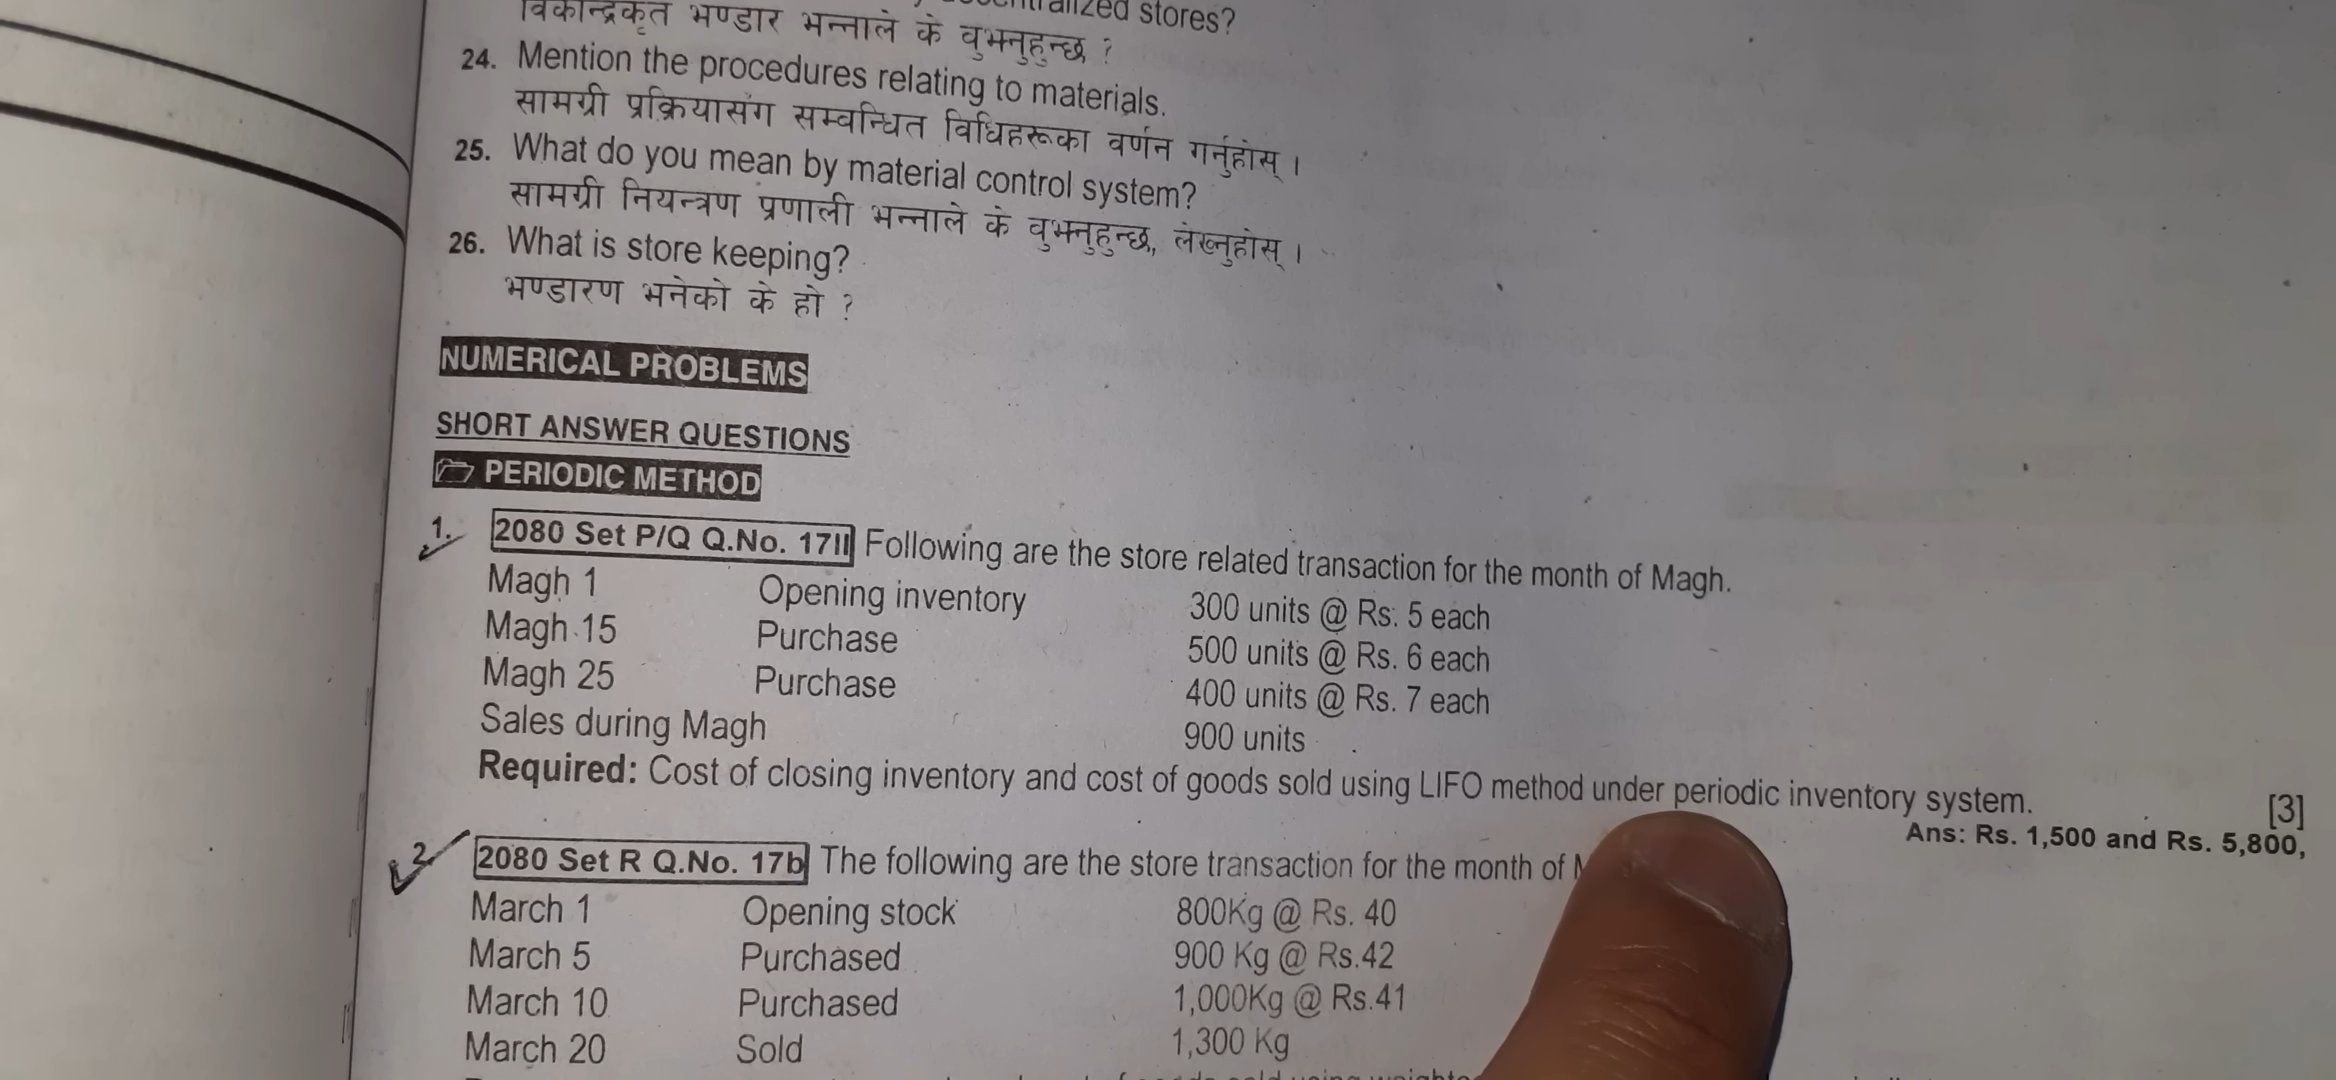 विकेन्द्रिकृत भण्डार भन्नाले के वुझ्नुहुन्छ ? stores?
24. Mention the procedures relating to materials.
सामग्री प्रक्रियासंग सम्वन्धित विधिहरूका वर्णन गर्नुहोस् ।
25. What do you mean by material control system?
सामग्री नियन्त्रण प्रणाली भन्नाले के वुझ्नुहुन्छ, लेख्नुहोस् ।
26. What is store keeping?
भण्डारण भनेको के हो ?
NUMERICAL PROBLEMS
SHORT ANSWER QUESTIONS
PERIODIC METHOD
1. 2080 Set P/Q Q.No. 17II Following are the store related transaction for the month of Magh.
Magh 1 Opening inventory 300 units @ Rs. 5 each
Magh 15 Purchase 500 units @ Rs. 6 each
Magh 25 Purchase 400 units @ Rs. 7 each
Sales during Magh 900 units
Required: Cost of closing inventory and cost of goods sold using LIFO method under periodic inventory system. [3]
Ans: Rs. 1,500 and Rs. 5,800,
2. 2080 Set R Q.No. 17b The following are the store transaction for the month of
March 1 Opening stock 800Kg @ Rs. 40
March 5 Purchased 900 Kg @ Rs.42
March 10 Purchased 1,000Kg @ Rs.41
March 20 Sold 1,300 Kg